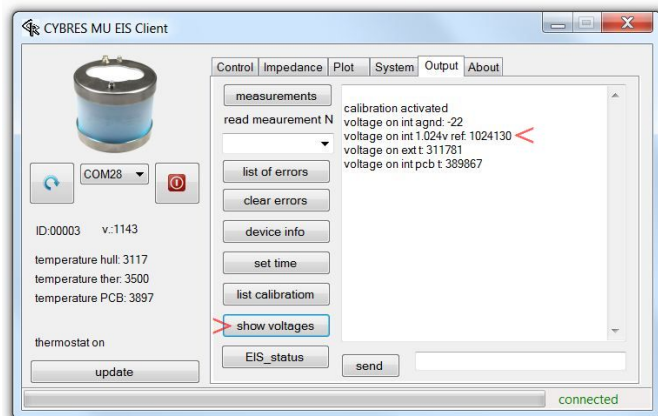 CYBRES MU EIS Client
Control Impedance Plot System Output About
measurements
read meaurement N
list of errors
clear errors
device info
set time
list calibratiom
show voltages
EIS_status
calibration activated
voltage on int agnd: -22
voltage on int 1.024v ref: 1024130
voltage on ext t: 311781
voltage on int pcb t: 389867
send
COM28
ID:00003 v.:1143
temperature hull: 3117
temperature ther: 3500
temperature PCB: 3897
thermostat on
update
connected